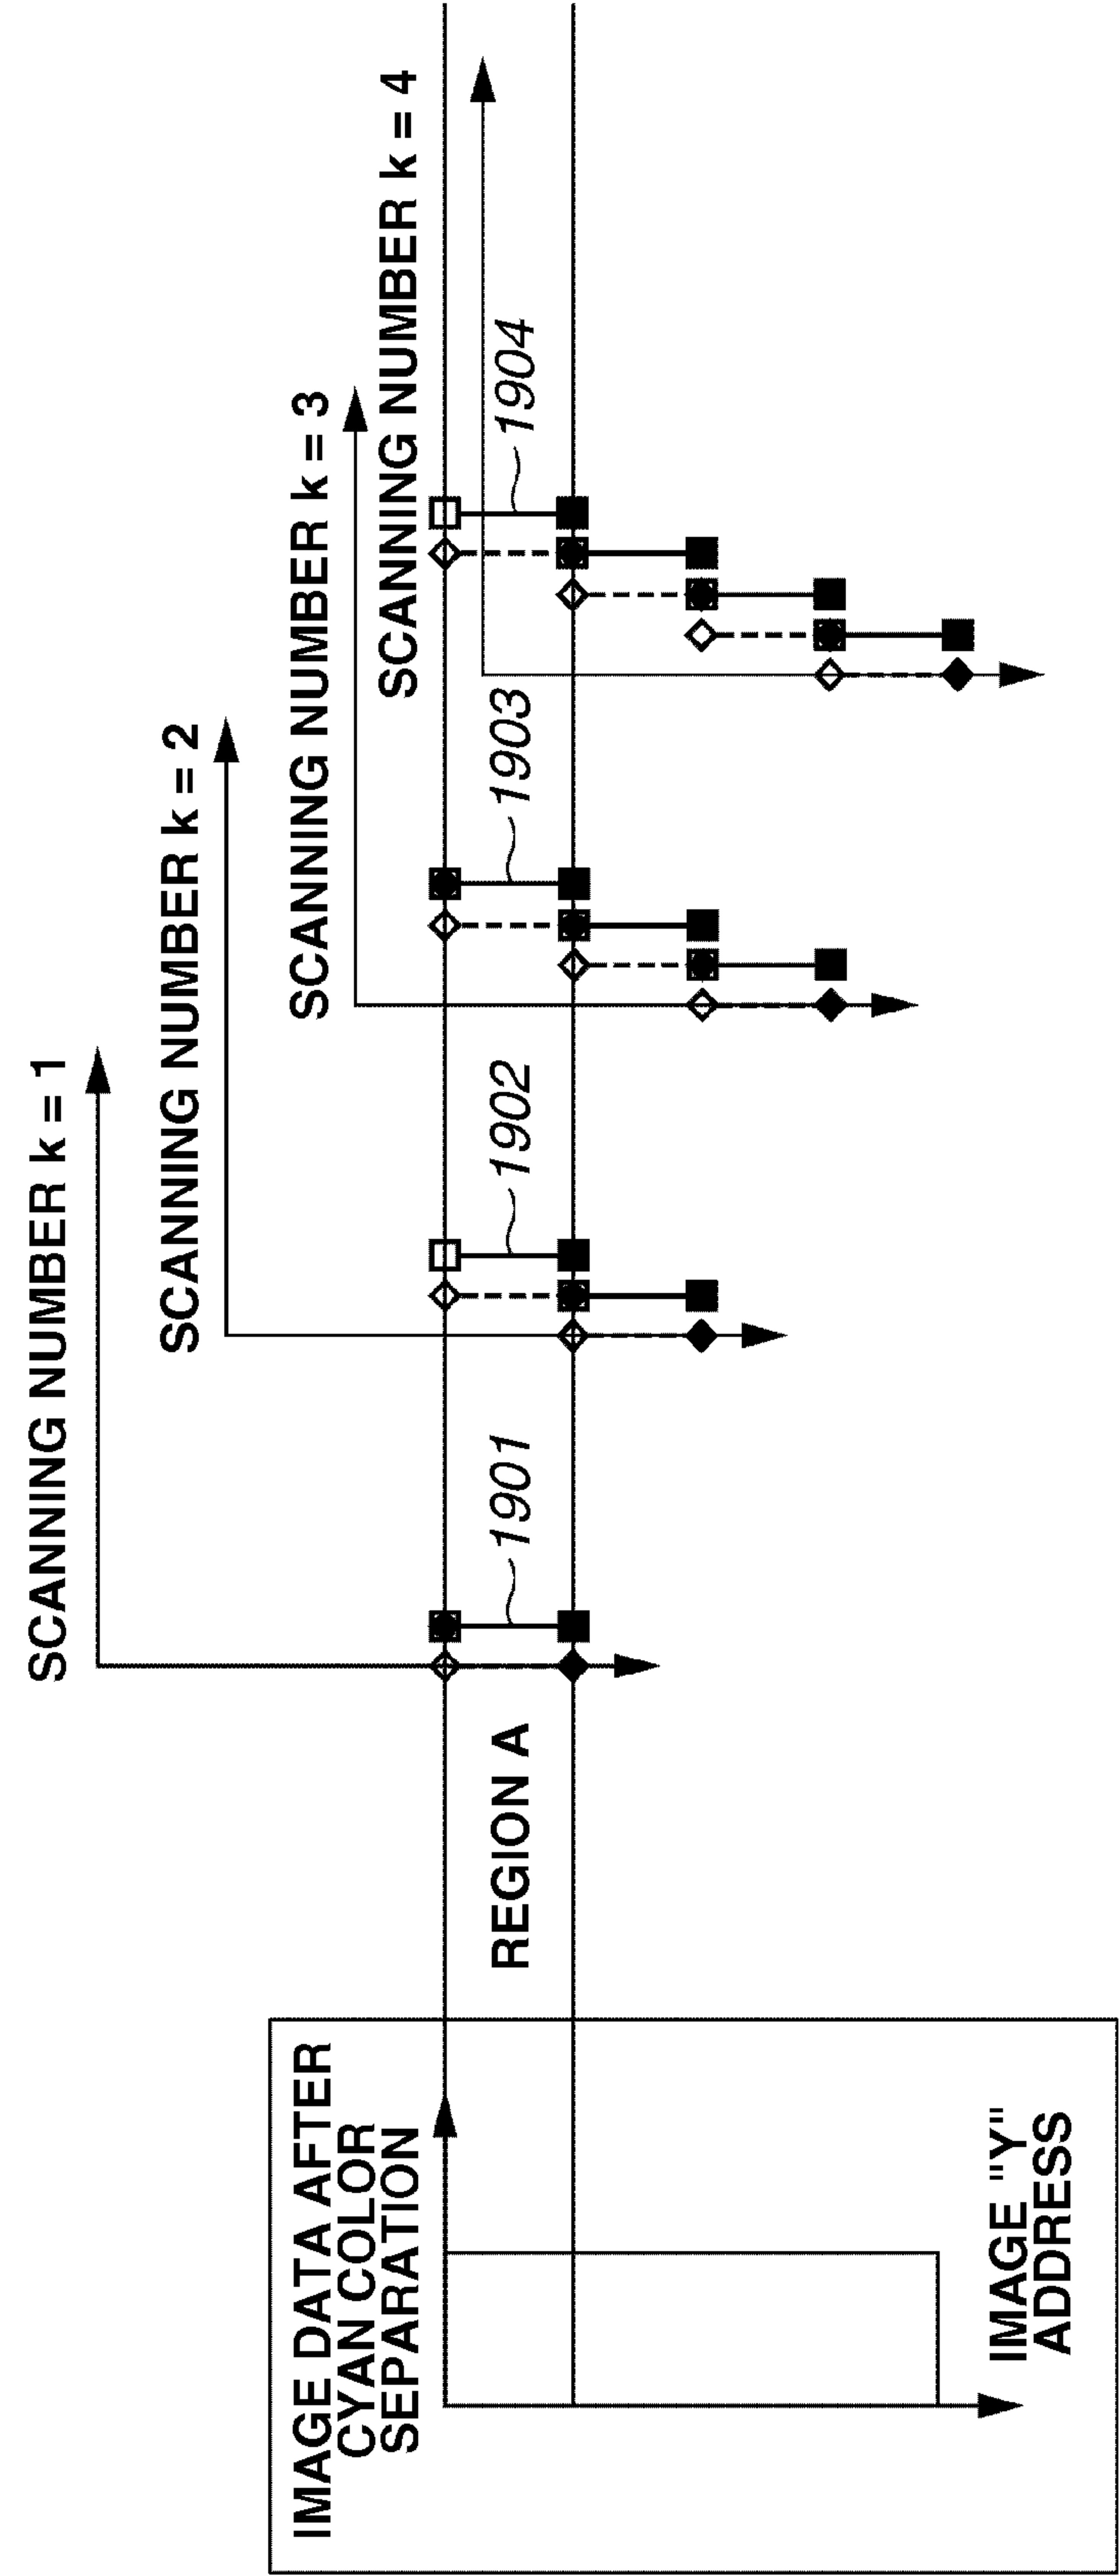 SCANNING NUMBER k = 1
SCANNING NUMBER k = 2
SCANNING NUMBER k = 3
SCANNING NUMBER k = 4
IMAGE DATA AFTER
CYAN COLOR
SEPARATION
REGION A
1901
1902
1903
1904
IMAGE "Y"
ADDRESS